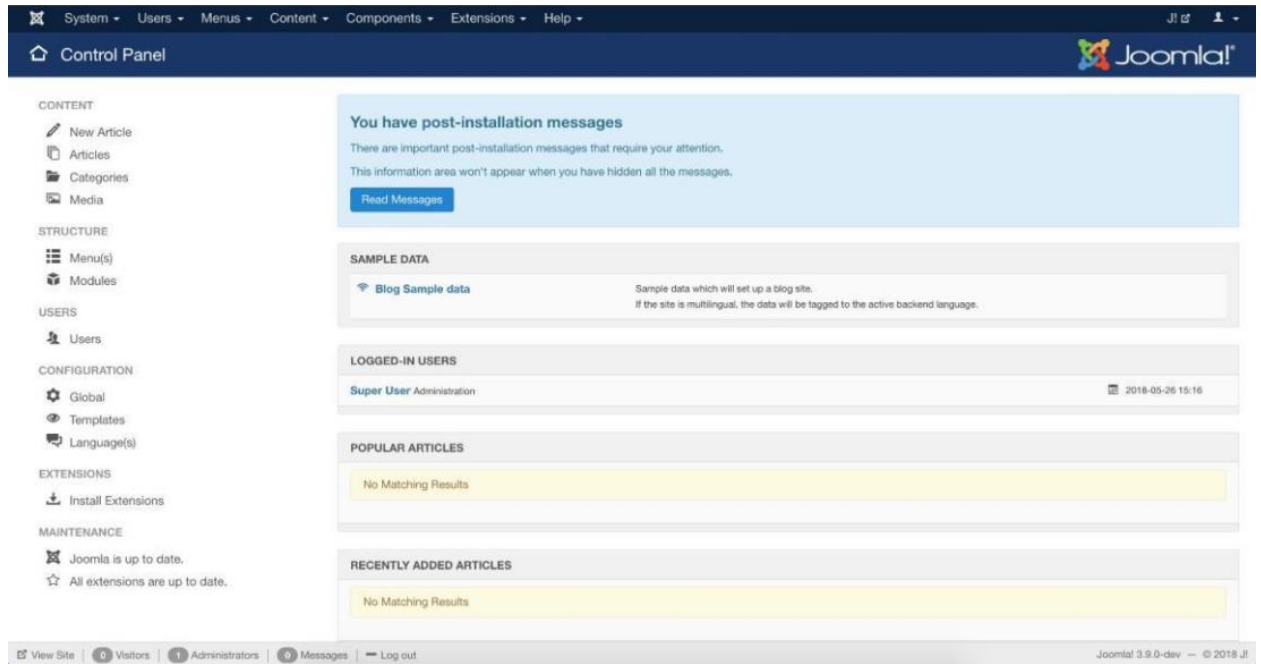 System Users Menus Content Components Extensions Help J!
Control Panel Joomla!®
CONTENT
New Article
Articles
Categories
Media
STRUCTURE
Menu(s)
Modules
USERS
Users
CONFIGURATION
Global
Templates
Language(s)
EXTENSIONS
Install Extensions
MAINTENANCE
Joomla is up to date.
All extensions are up to date.
You have post-installation messages
There are important post-installation messages that require your attention.
This information area won't appear when you have hidden all the messages.
Read Messages
SAMPLE DATA
Blog Sample data
Sample data which will set up a blog site.
If the site is multilingual, the data will be tagged to the active backend language.
LOGGED-IN USERS
Super User Administration 2018-05-26 15:16
POPULAR ARTICLES
No Matching Results
RECENTLY ADDED ARTICLES
No Matching Results
View Site | 0 Visitors | 1 Administrators | 0 Messages | Log out Joomla! 3.9.0-dev — © 2018 J!